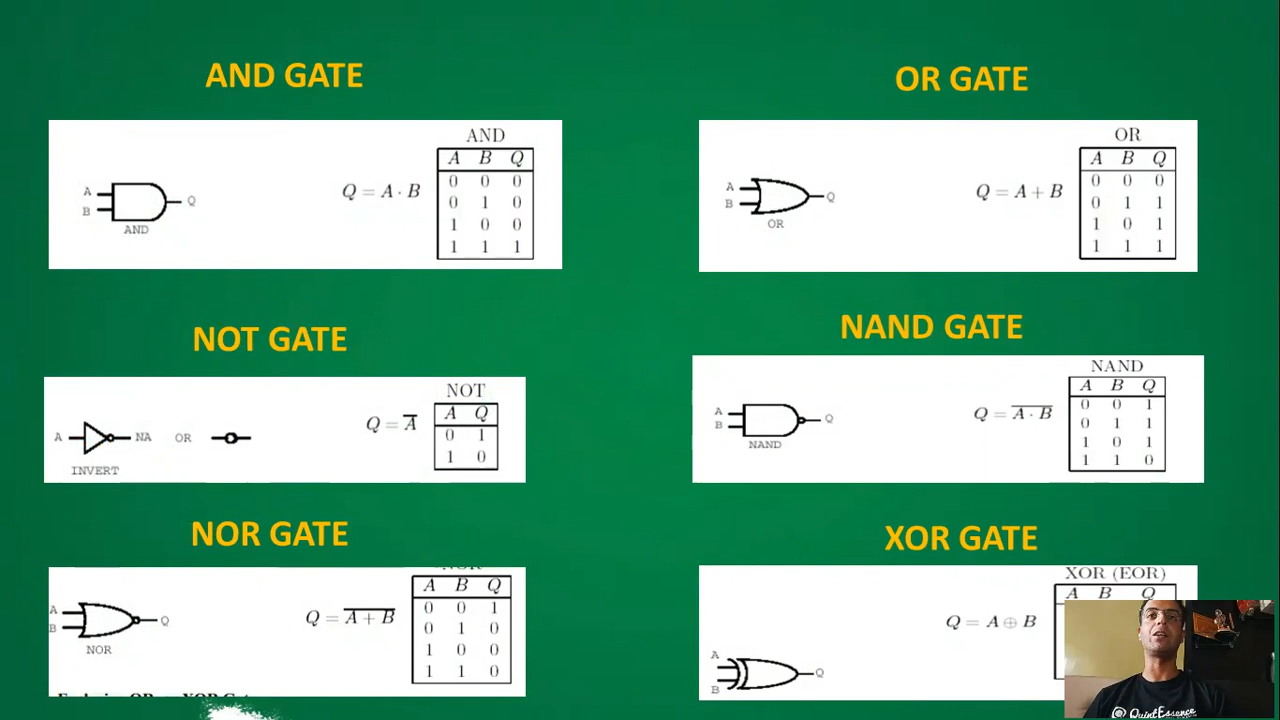 AND GATE
AND
A B Q
0 0 0
0 1 0
1 0 0
1 1 1
Q = A · B
A
B
Q
AND
OR GATE
OR
A B Q
0 0 0
0 1 1
1 0 1
1 1 1
Q = A + B
A
B
Q
OR
NOT GATE
NOT
A Q
0 1
1 0
Q = A̅
A
NA
OR
INVERT
NAND GATE
NAND
A B Q
0 0 1
0 1 1
1 0 1
1 1 0
Q = \overline{A · B}
A
B
Q
NAND
NOR GATE
NOR
A B Q
0 0 1
0 1 0
1 0 0
1 1 0
Q = \overline{A + B}
A
B
Q
NOR
XOR GATE
XOR (EOR)
A B Q
Q = A ⊕ B
A
B
Q
QuintEssence